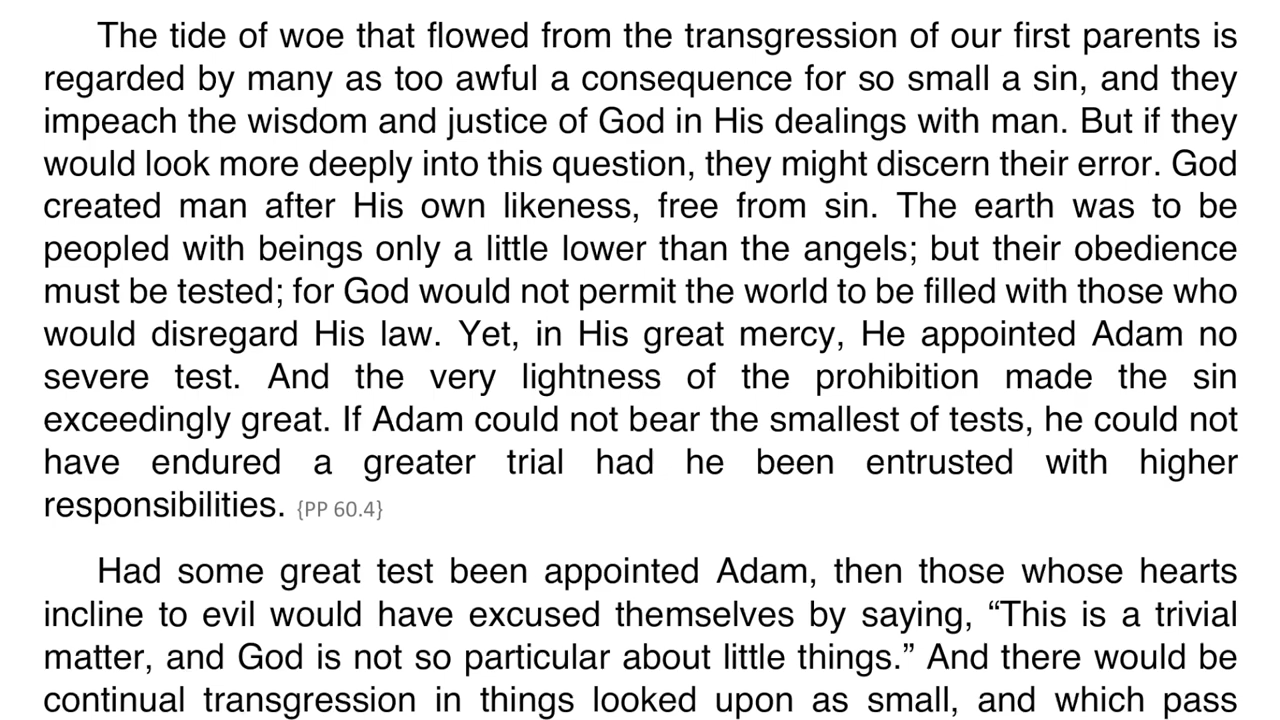 The tide of woe that flowed from the transgression of our first parents is
regarded by many as too awful a consequence for so small a sin, and they
impeach the wisdom and justice of God in His dealings with man. But if they
would look more deeply into this question, they might discern their error. God
created man after His own likeness, free from sin. The earth was to be
peopled with beings only a little lower than the angels; but their obedience
must be tested; for God would not permit the world to be filled with those who
would disregard His law. Yet, in His great mercy, He appointed Adam no
severe test. And the very lightness of the prohibition made the sin
exceedingly great. If Adam could not bear the smallest of tests, he could not
have endured a greater trial had he been entrusted with higher
responsibilities. {PP 60.4}
Had some great test been appointed Adam, then those whose hearts
incline to evil would have excused themselves by saying, “This is a trivial
matter, and God is not so particular about little things.” And there would be
continual transgression in things looked upon as small, and which pass